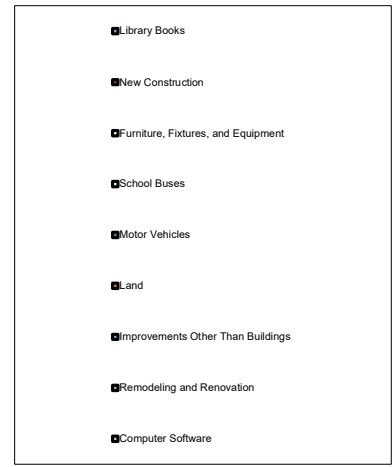 Library Books
New Construction
Furniture, Fixtures, and Equipment
School Buses
Motor Vehicles
Land
Improvements Other Than Buildings
Remodeling and Renovation
Computer Software